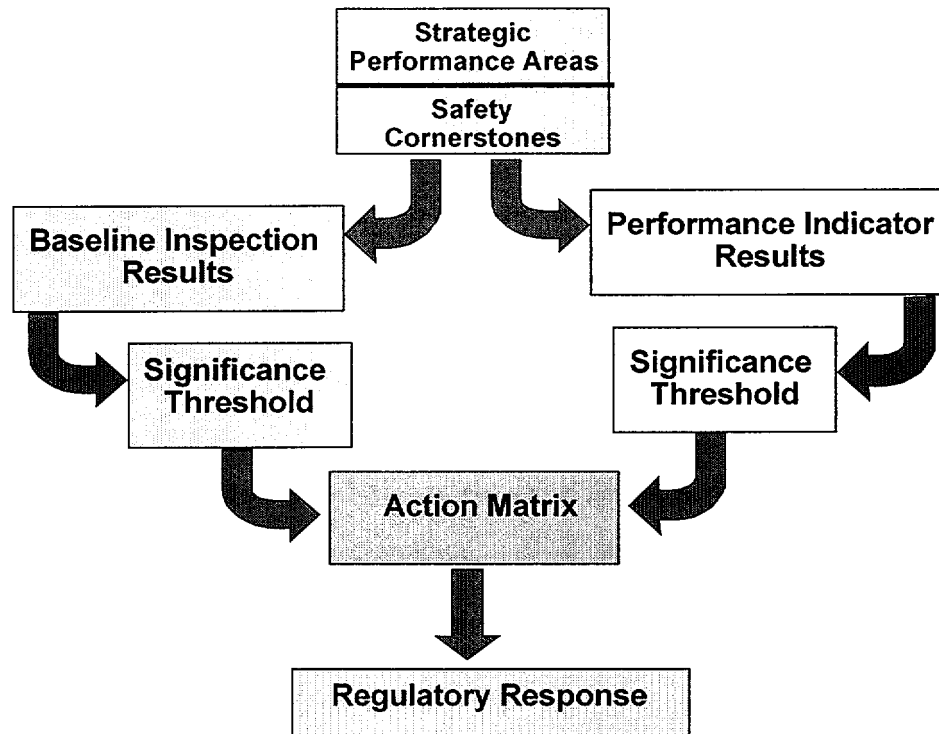 Strategic
Performance Areas
Safety
Cornerstones
Baseline Inspection
Results
Performance Indicator
Results
Significance
Threshold
Significance
Threshold
Action Matrix
Regulatory Response